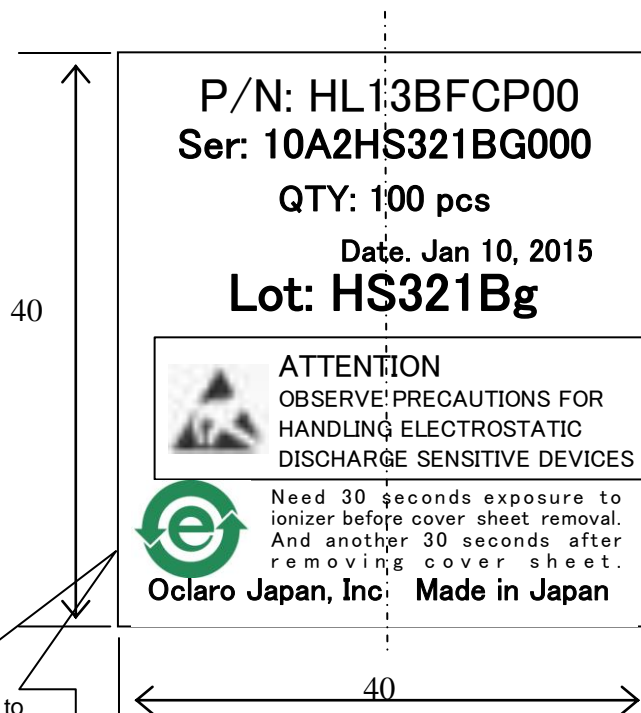 P/N: HL13BFCP00
Ser: 10A2HS321BG000
QTY: 100 pcs
Date. Jan 10, 2015
Lot: HS321Bg
40
ATTENTION
OBSERVE PRECAUTIONS FOR
HANDLING ELECTROSTATIC
DISCHARGE SENSITIVE DEVICES
e
Need 30 seconds exposure to
ionizer before cover sheet removal.
And another 30 seconds after
removing cover sheet.
Oclaro Japan, Inc Made in Japan
40
to